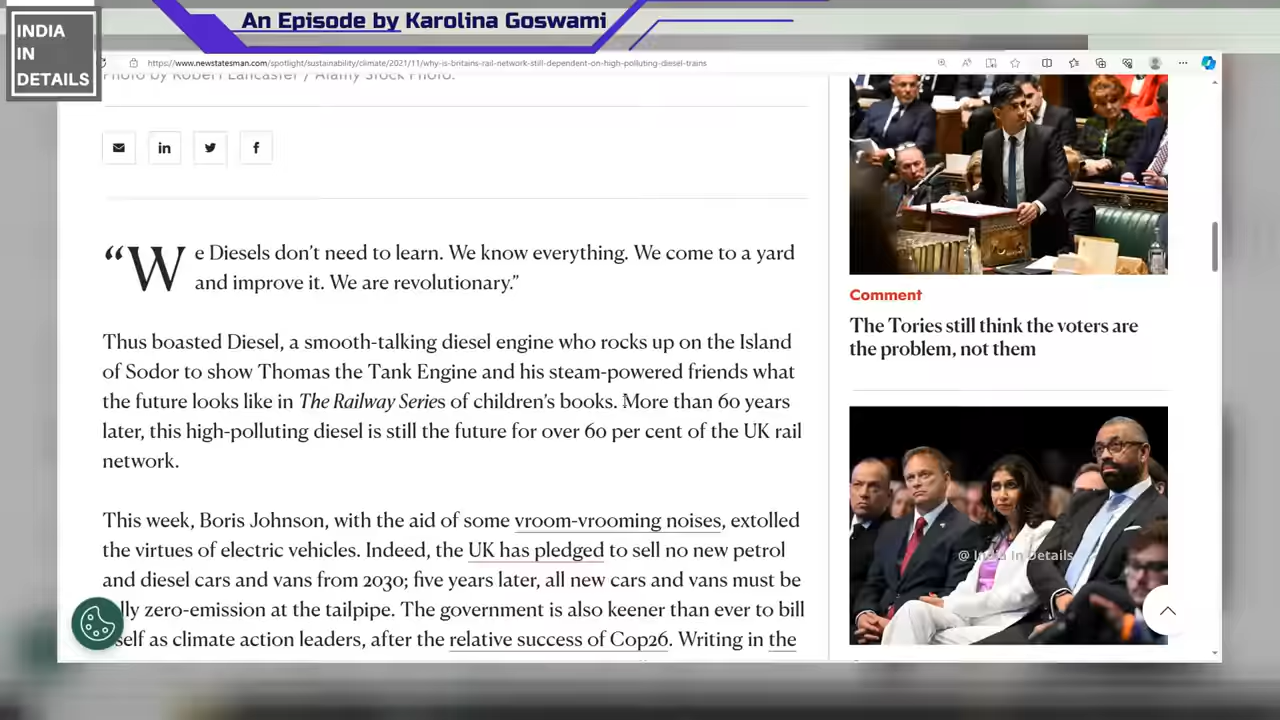 An Episode by Karolina Goswami
INDIA
IN
DETAILS
https://www.newstatesman.com/spotlight/sustainability/climate/2021/11/why-is-britains-rail-network-still-dependent-on-high-polluting-diesel-trains
Photo by Robert Lancaster / Alamy Stock Photo.
“We Diesels don’t need to learn. We know everything. We come to a yard
and improve it. We are revolutionary.”
Thus boasted Diesel, a smooth-talking diesel engine who rocks up on the Island
of Sodor to show Thomas the Tank Engine and his steam-powered friends what
the future looks like in The Railway Series of children’s books. More than 60 years
later, this high-polluting diesel is still the future for over 60 per cent of the UK rail
network.
This week, Boris Johnson, with the aid of some vroom-vrooming noises, extolled
the virtues of electric vehicles. Indeed, the UK has pledged to sell no new petrol
and diesel cars and vans from 2030; five years later, all new cars and vans must be
lly zero-emission at the tailpipe. The government is also keener than ever to bill
self as climate action leaders, after the relative success of Cop26. Writing in the
Comment
The Tories still think the voters are
the problem, not them
@ India In Details